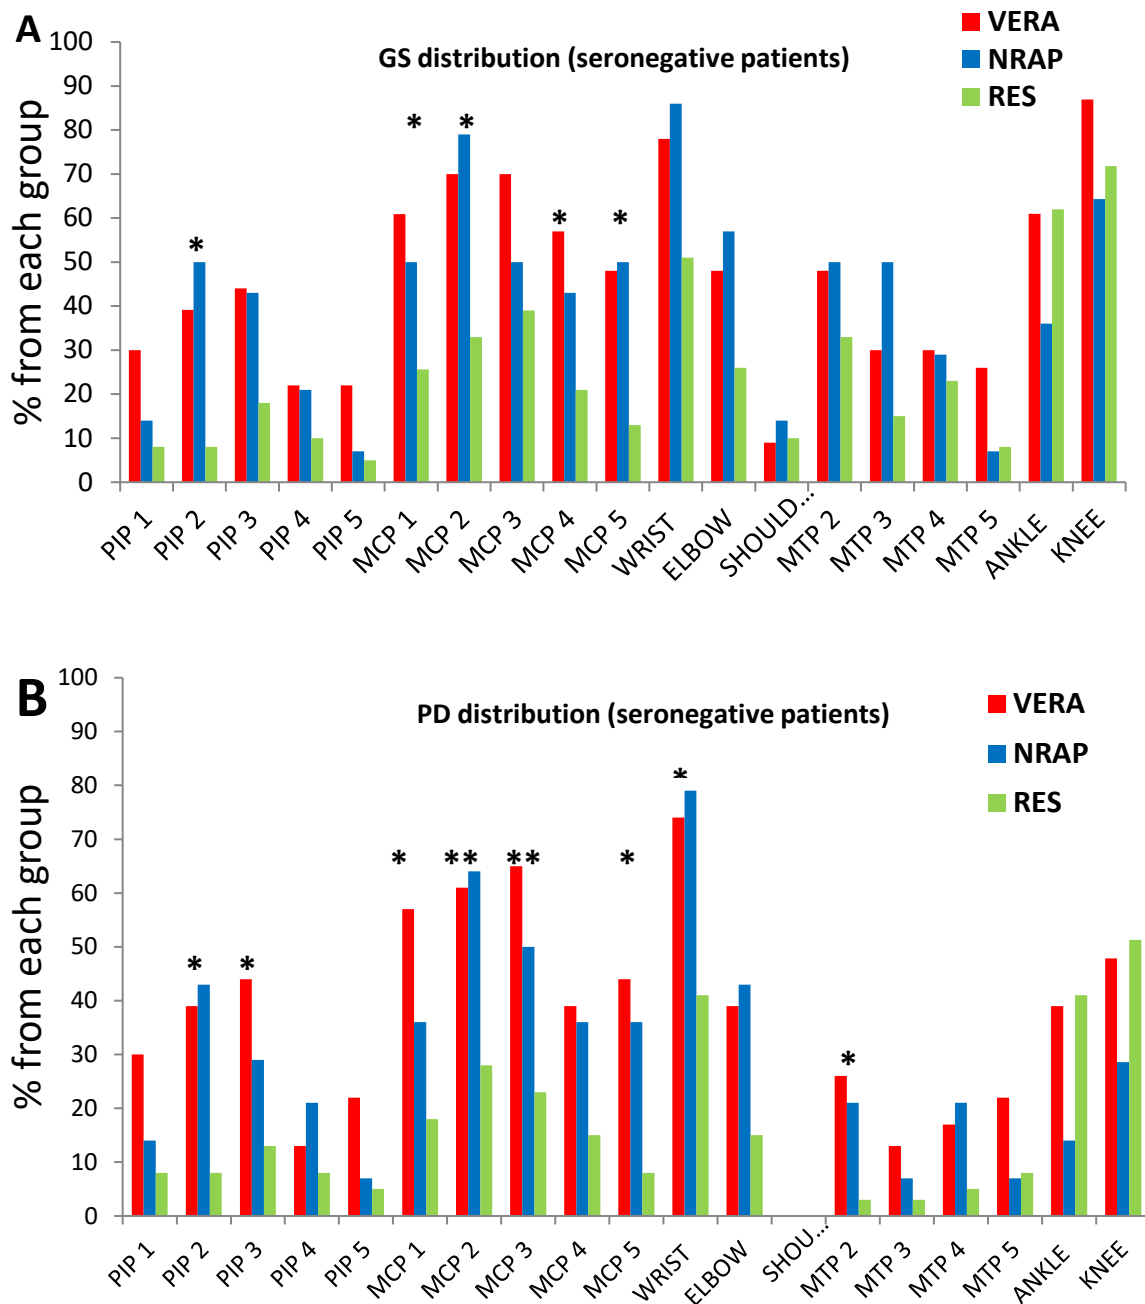 A
GS distribution (seronegative patients)
VERA
NRAP
RES
% from each group
100
90
80
70
60
50
40
30
20
10
0
* * * * *
PIP 1
PIP 2
PIP 3
PIP 4
PIP 5
MCP 1
MCP 2
MCP 3
MCP 4
MCP 5
WRIST
ELBOW
SHOULD...
MTP 2
MTP 3
MTP 4
MTP 5
ANKLE
KNEE
B
PD distribution (seronegative patients)
VERA
NRAP
RES
% from each group
100
90
80
70
60
50
40
30
20
10
0
* * * ** ** * * *
PIP 1
PIP 2
PIP 3
PIP 4
PIP 5
MCP 1
MCP 2
MCP 3
MCP 4
MCP 5
WRIST
ELBOW
SHOU...
MTP 2
MTP 3
MTP 4
MTP 5
ANKLE
KNEE